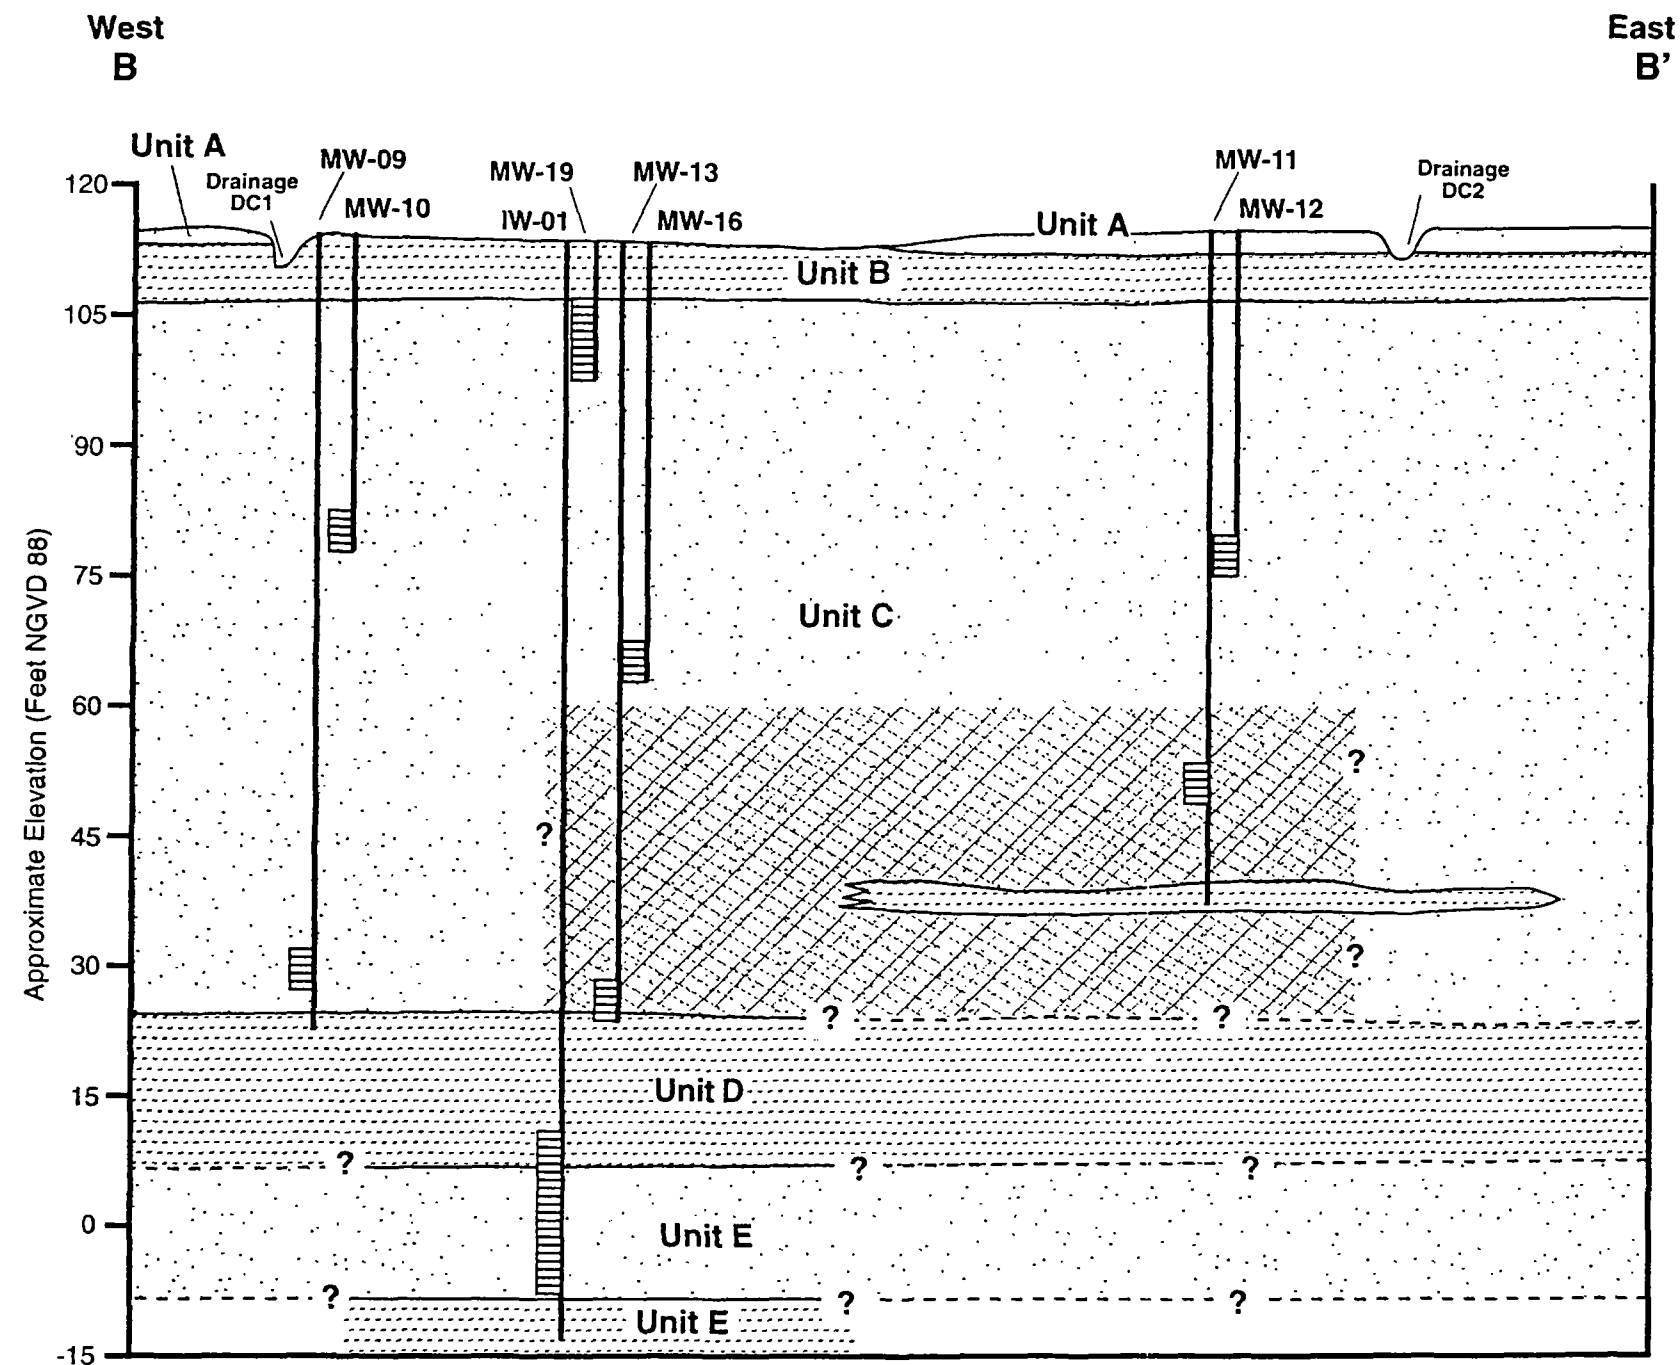 West
B
East
B'
Unit A
MW-09
MW-19
MW-13
MW-11
Drainage
DC2
Drainage
DC1
MW-10
IW-01
MW-16
MW-12
Unit A
Unit B
Unit C
Unit D
Unit E
Unit E
120
105
90
75
60
45
30
15
0
-15
Approximate Elevation (Feet NGVD 88)
?
?
?
?
?
?
?
?
?
?
?